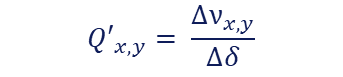 Q′x,y = Δνx,y / Δδ